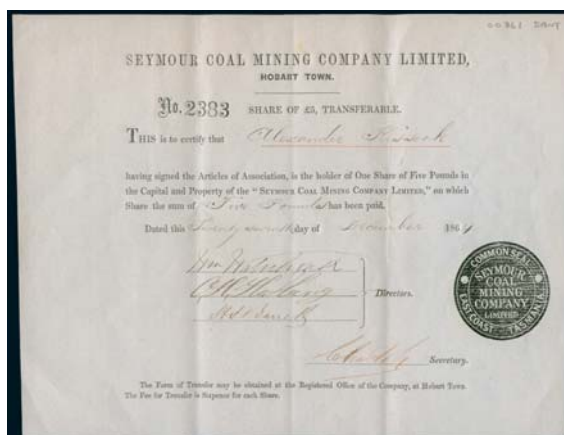 00361 
SEYMOUR COAL MINING COMPANY LIMITED,
HOBART TOWN.
No. 2383 SHARE OF £5, TRANSFERABLE.
THIS is to certify that Alexander
having signed the Articles of Association, is the holder of One Share of Five Pounds in
the Capital and Property of the "SEYMOUR COAL MINING COMPANY LIMITED," on which
Share the sum of Five Pounds has been paid.
Dated this Twenty seventh day of December 1864
Directors.
Secretary.
COMMON SEAL
SEYMOUR
COAL
MINING
COMPANY
LIMITED
EAST COAST TASMANIA
The Form of Transfer may be obtained at the Registered Office of the Company, at Hobart Town.
The Fee for Transfer is Sixpence for each Share.